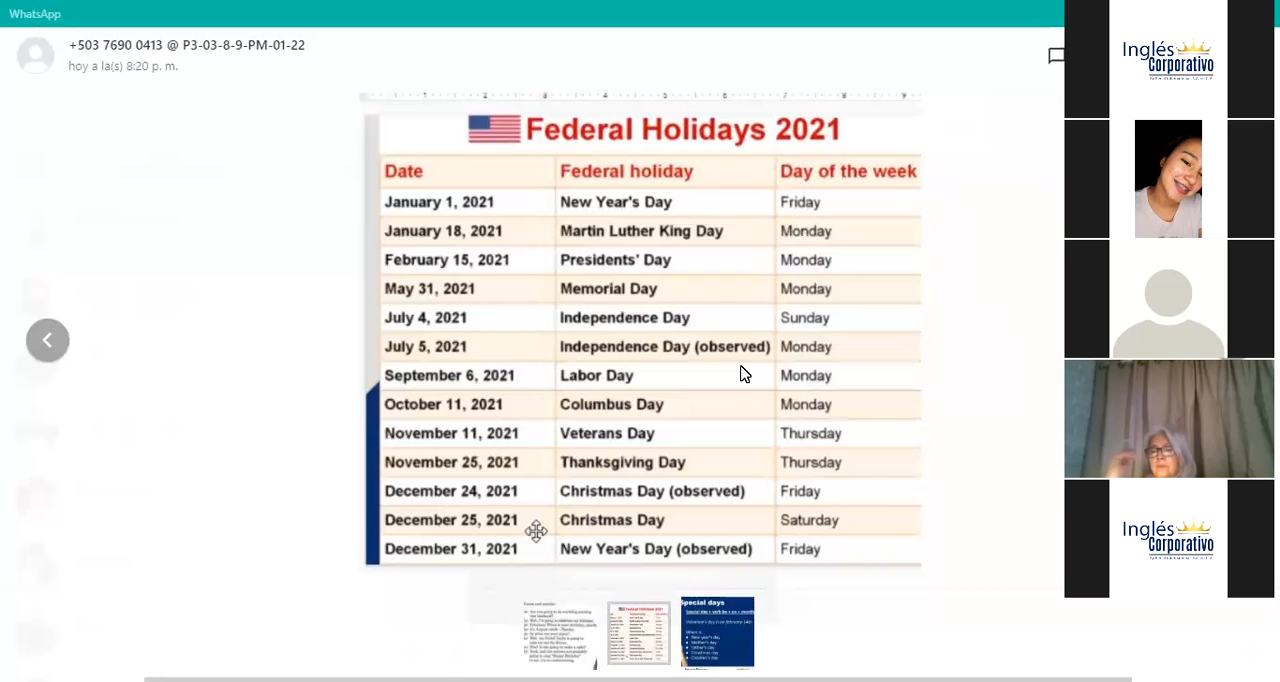 WhatsApp
+503 7690 0413 @ P3-03-8-9-PM-01-22
hoy a la(s) 8:20 p. m.
Federal Holidays 2021
Date Federal holiday Day of the week
January 1, 2021 New Year's Day Friday
January 18, 2021 Martin Luther King Day Monday
February 15, 2021 Presidents' Day Monday
May 31, 2021 Memorial Day Monday
July 4, 2021 Independence Day Sunday
July 5, 2021 Independence Day (observed) Monday
September 6, 2021 Labor Day Monday
October 11, 2021 Columbus Day Monday
November 11, 2021 Veterans Day Thursday
November 25, 2021 Thanksgiving Day Thursday
December 24, 2021 Christmas Day (observed) Friday
December 25, 2021 Christmas Day Saturday
December 31, 2021 New Year's Day (observed) Friday
Federal Holidays 2021
Special days
Inglés
Corporativo
Inglés
Corporativo